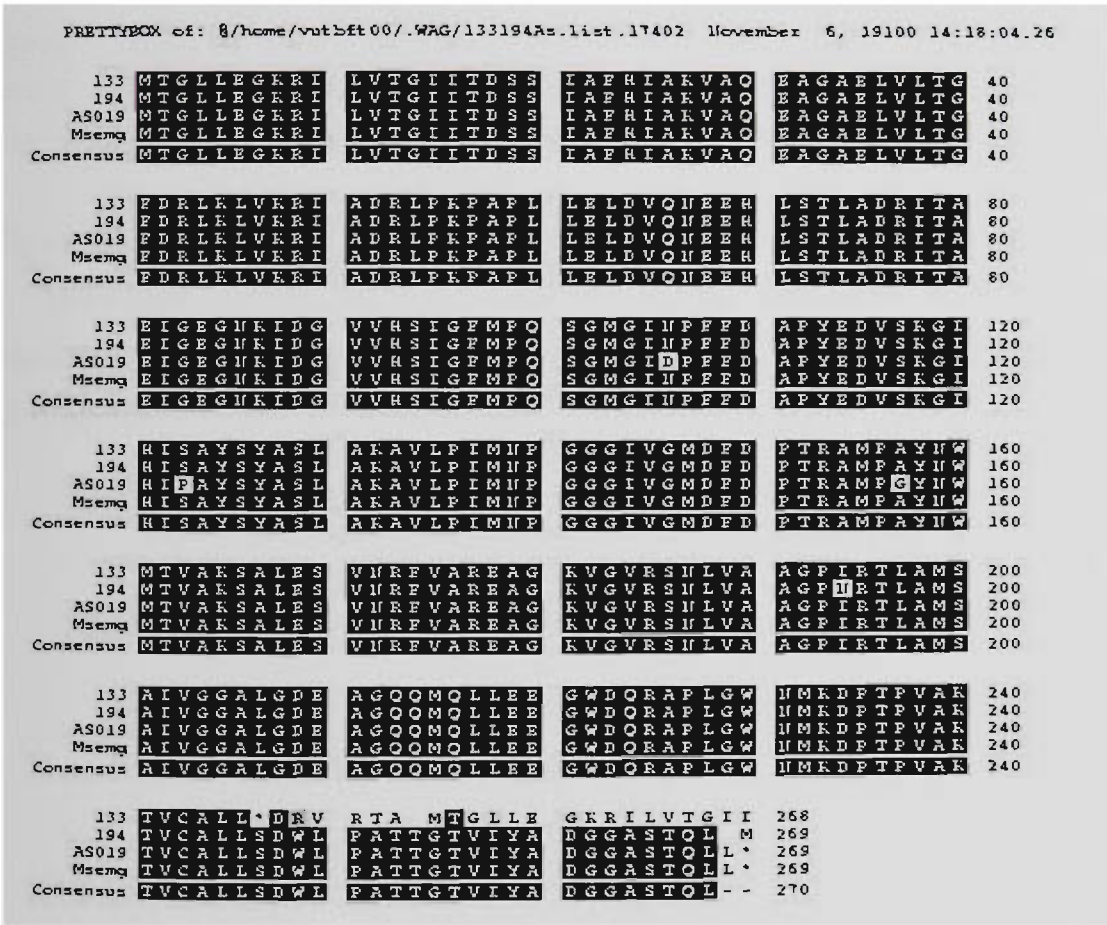 PRETTYBOX of: @/home/vutbft00/.WAG/133194As.list.17402 November 6, 19100 14:18:04.26
133 MTGLLEGKRI LVTGIITDSS IAFHIAKVAQ EAGAELVLTG 40
194 MTGLLEGKRI LVTGIITDSS IAFHIAKVAQ EAGAELVLTG 40
AS019 MTGLLEGKRI LVTGIITDSS IAFHIAKVAQ EAGAELVLTG 40
Msemg MTGLLEGKRI LVTGIITDSS IAFHIAKVAQ EAGAELVLTG 40
Consensus MTGLLEGKRI LVTGIITDSS IAFHIAKVAQ EAGAELVLTG 40
133 FDRLKLVKRI ADRLPKPAPL LELDVQNEEH LSTLADRITA 80
194 FDRLKLVKRI ADRLPKPAPL LELDVQNEEH LSTLADRITA 80
AS019 FDRLKLVKRI ADRLPKPAPL LELDVQNEEH LSTLADRITA 80
Msemg FDRLKLVKRI ADRLPKPAPL LELDVQNEEH LSTLADRITA 80
Consensus FDRLKLVKRI ADRLPKPAPL LELDVQNEEH LSTLADRITA 80
133 EIGEGNKIDG VVHSIGFMPQ SGMGINPFFD APYEDVSKGI 120
194 EIGEGNKIDG VVHSIGFMPQ SGMGINPFFD APYEDVSKGI 120
AS019 EIGEGNKIDG VVHSIGFMPQ SGMGIDPFFD APYEDVSKGI 120
Msemg EIGEGNKIDG VVHSIGFMPQ SGMGINPFFD APYEDVSKGI 120
Consensus EIGEGNKIDG VVHSIGFMPQ SGMGINPFFD APYEDVSKGI 120
133 HISAYSYASL AKAVLPIMNP GGGIVGMDFD PTRAMPAYNW 160
194 HISAYSYASL AKAVLPIMNP GGGIVGMDFD PTRAMPAYNW 160
AS019 HIPAYSYASL AKAVLPIMNP GGGIVGMDFD PTRAMPGYNW 160
Msemg HISAYSYASL AKAVLPIMNP GGGIVGMDFD PTRAMPAYNW 160
Consensus HISAYSYASL AKAVLPIMNP GGGIVGMDFD PTRAMPAYNW 160
133 MTVAKSALES VNRFVAREAG KVGVRSNLVA AGPIRTLAMS 200
194 MTVAKSALES VNRFVAREAG KVGVRSNLVA AGPNRTLAMS 200
AS019 MTVAKSALES VNRFVAREAG KVGVRSNLVA AGPIRTLAMS 200
Msemg MTVAKSALES VNRFVAREAG KVGVRSNLVA AGPIRTLAMS 200
Consensus MTVAKSALES VNRFVAREAG KVGVRSNLVA AGPIRTLAMS 200
133 AIVGGALGDE AGQQMQLLEE GWDQRAPLGW NMKDPTPVAK 240
194 AIVGGALGDE AGQQMQLLEE GWDQRAPLGW NMKDPTPVAK 240
AS019 AIVGGALGDE AGQQMQLLEE GWDQRAPLGW NMKDPTPVAK 240
Msemg AIVGGALGDE AGQQMQLLEE GWDQRAPLGW NMKDPTPVAK 240
Consensus AIVGGALGDE AGQQMQLLEE GWDQRAPLGW NMKDPTPVAK 240
133 TVCALL*DRV RTA MTGLLE GKRILVTGII 268
194 TVCALLSDWL PATTGTVIYA DGGASTQL M 269
AS019 TVCALLSDWL PATTGTVIYA DGGASTQLL* 269
Msemg TVCALLSDWL PATTGTVIYA DGGASTQLL* 269
Consensus TVCALLSDWL PATTGTVIYA DGGASTQL-- 270